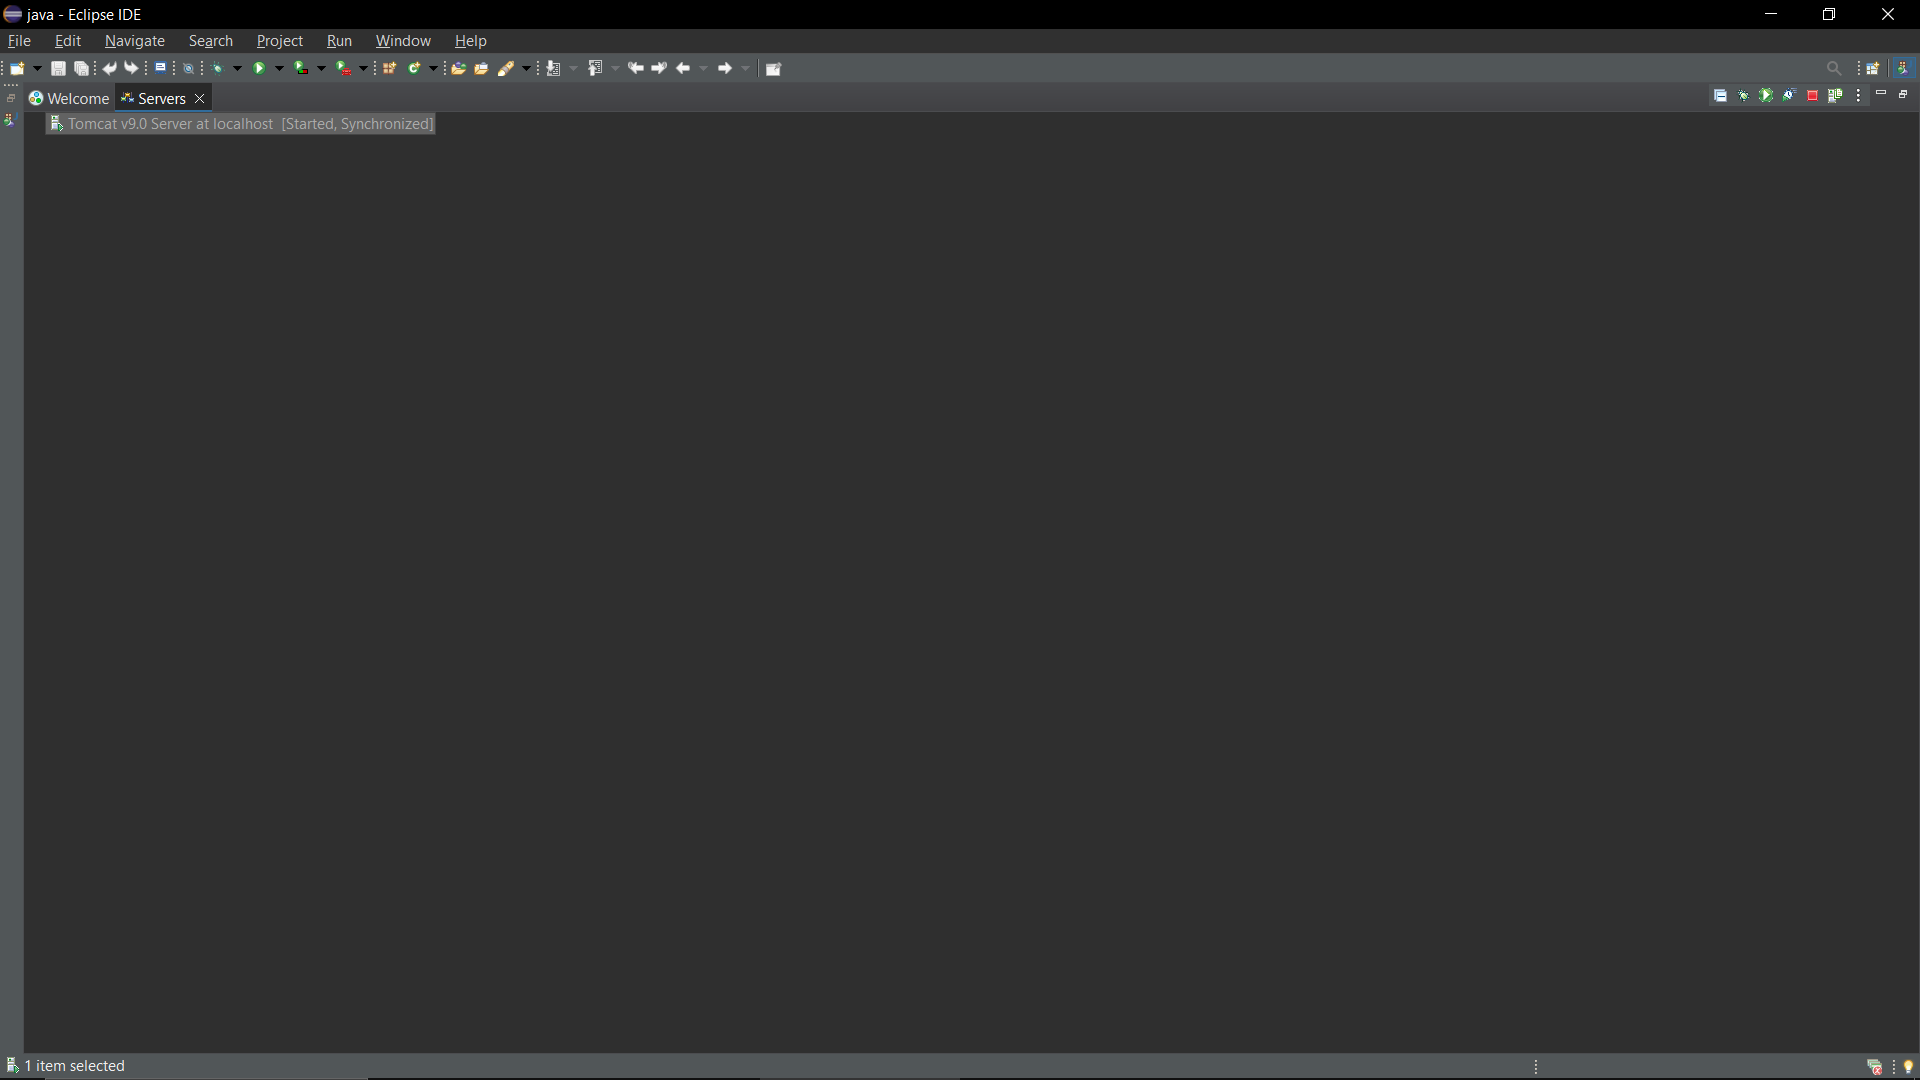 java - Eclipse IDE
File Edit Navigate Search Project Run Window Help
Welcome Servers
Tomcat v9.0 Server at localhost [Started, Synchronized]
1 item selected